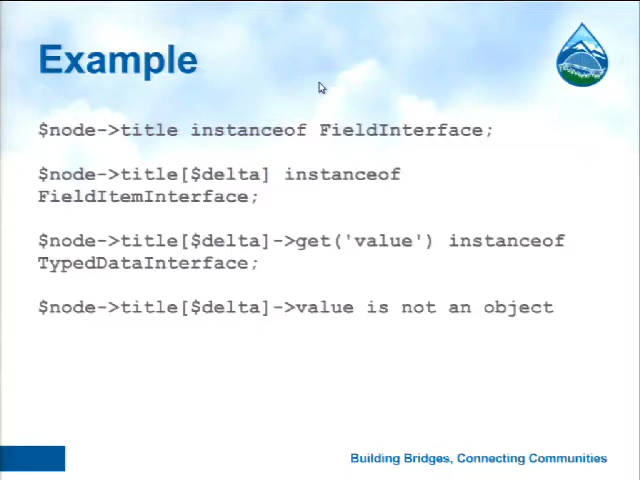 Example
$node->title instanceof FieldInterface;
$node->title[$delta] instanceof
FieldItemInterface;
$node->title[$delta]->get('value') instanceof
TypedDataInterface;
$node->title[$delta]->value is not an object
Building Bridges, Connecting Communities